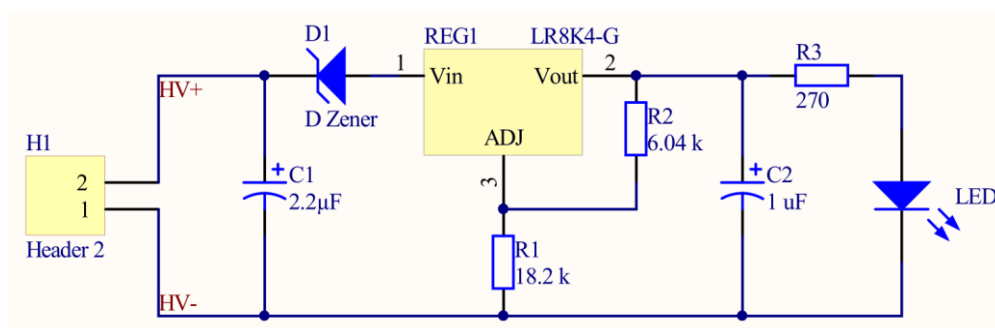 D1
D Zener
REG1
LR8K4-G
1
Vin
Vout
2
ADJ
3
R3
270
HV+
R2
6.04 k
H1
2
1
Header 2
+
C1
2.2µF
+
C2
1 uF
LED
R1
18.2 k
HV-